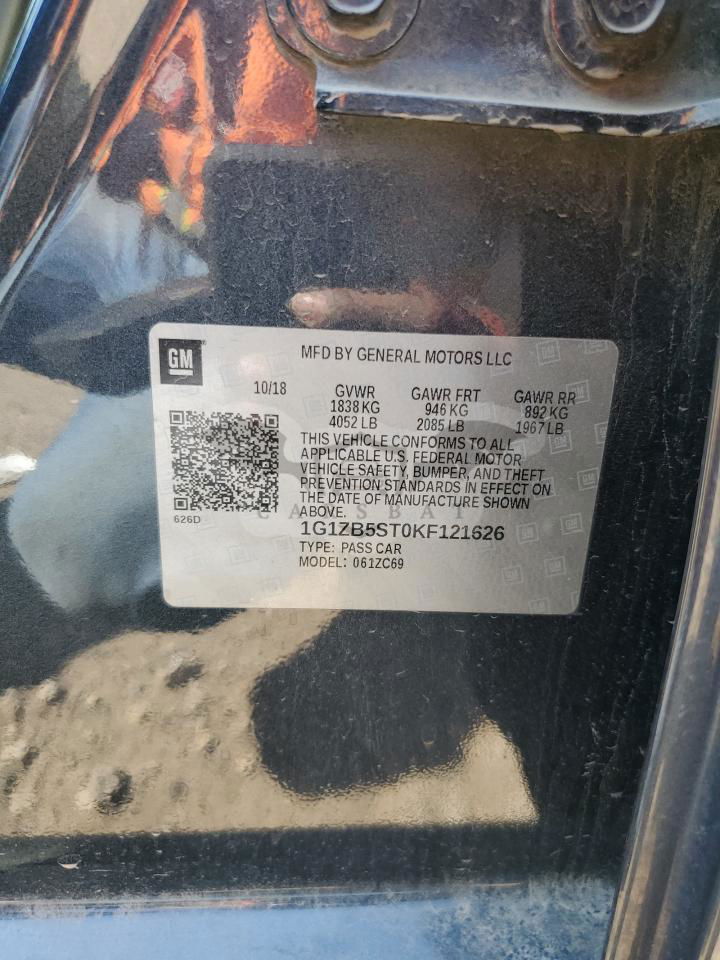 GM
MFD BY GENERAL MOTORS LLC
10/18 GVWR GAWR FRT GAWR RR
1838 KG 946 KG 892 KG
4052 LB 2085 LB 1967 LB
THIS VEHICLE CONFORMS TO ALL
APPLICABLE U.S. FEDERAL MOTOR
VEHICLE SAFETY, BUMPER, AND THEFT
PREVENTION STANDARDS IN EFFECT ON
THE DATE OF MANUFACTURE SHOWN
ABOVE.
626D
1G1ZB5ST0KF121626
TYPE: PASS CAR
MODEL: 061ZC69